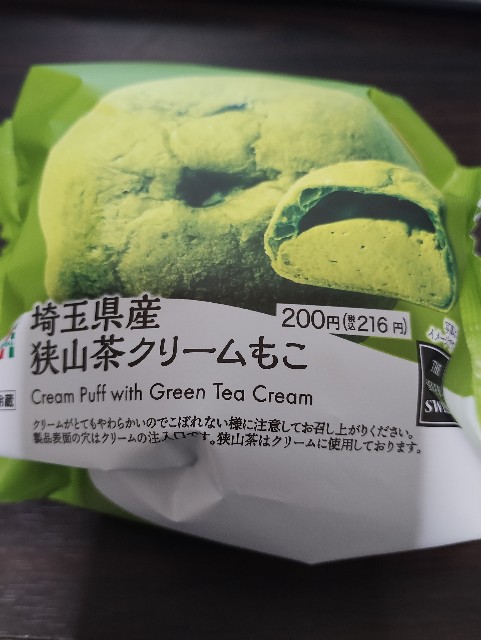 埼玉県産
狭山茶クリームもこ
200円(税込216円)
Cream Puff with Green Tea Cream
クリームがとてもやわらかいのでこぼれない様に注意してお召し上がりください。
製品表面の穴はクリームの注入口です。狭山茶はクリームに使用しております。
冷蔵
THE